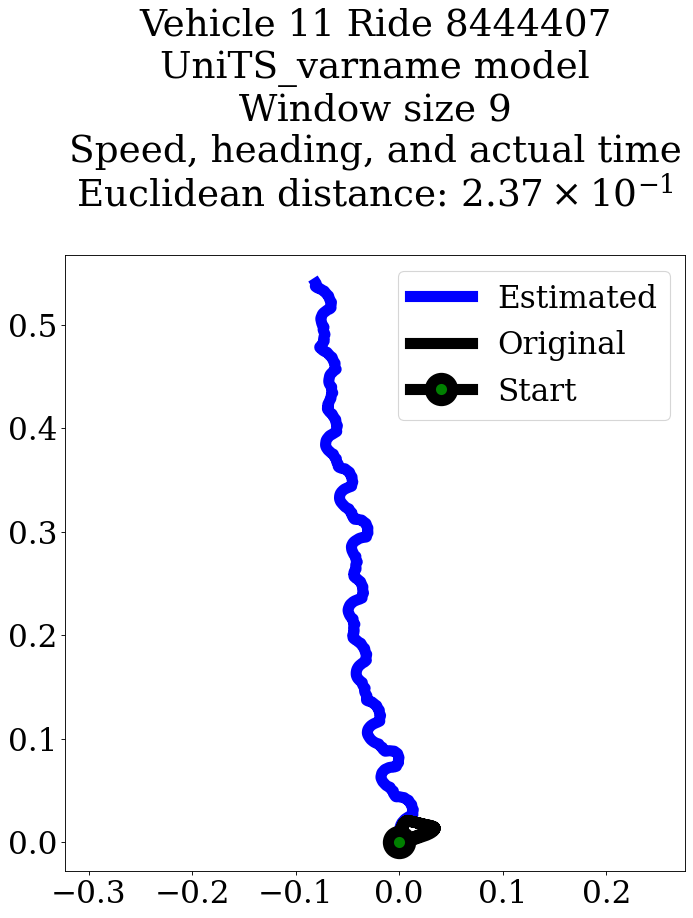 Vehicle 11 Ride 8444407
UniTS_varname model
Window size 9
Speed, heading, and actual time
Euclidean distance: 2.37 × 10⁻¹
Estimated
Original
Start
0.5
0.4
0.3
0.2
0.1
0.0
−0.3 −0.2 −0.1 0.0 0.1 0.2